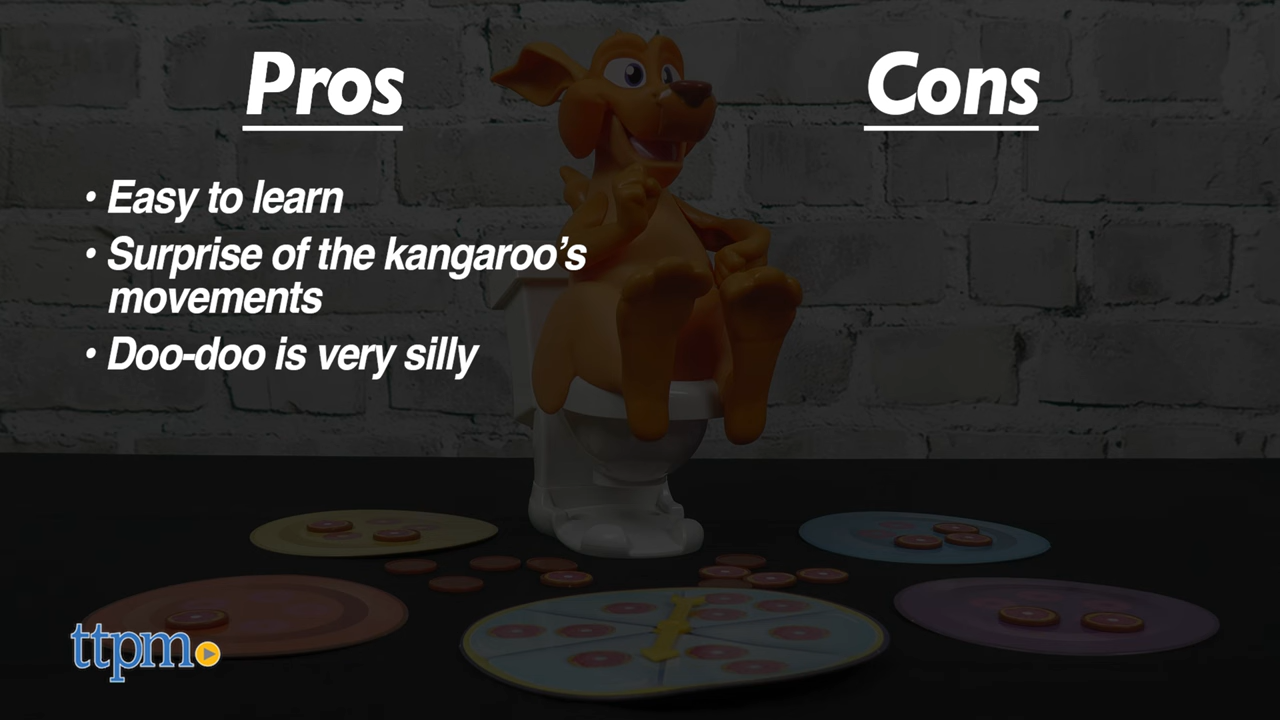 Pros
Cons
• Easy to learn
• Surprise of the kangaroo's
movements
• Doo-doo is very silly
ttpm